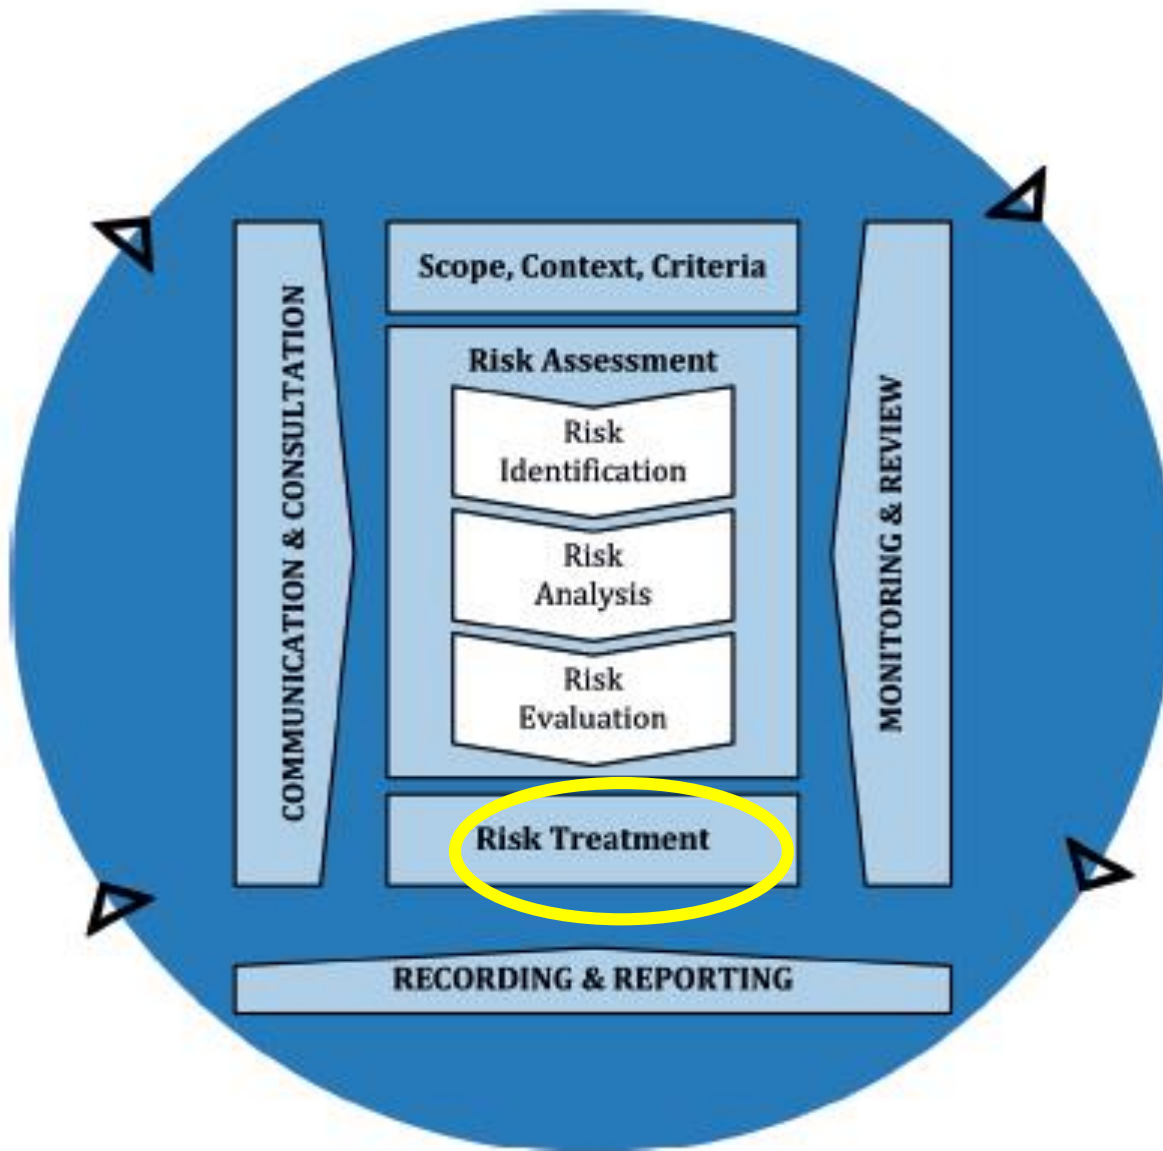 Scope, Context, Criteria
Risk Assessment
Risk
Identification
Risk
Analysis
Risk
Evaluation
Risk Treatment
COMMUNICATION & CONSULTATION
MONITORING & REVIEW
RECORDING & REPORTING